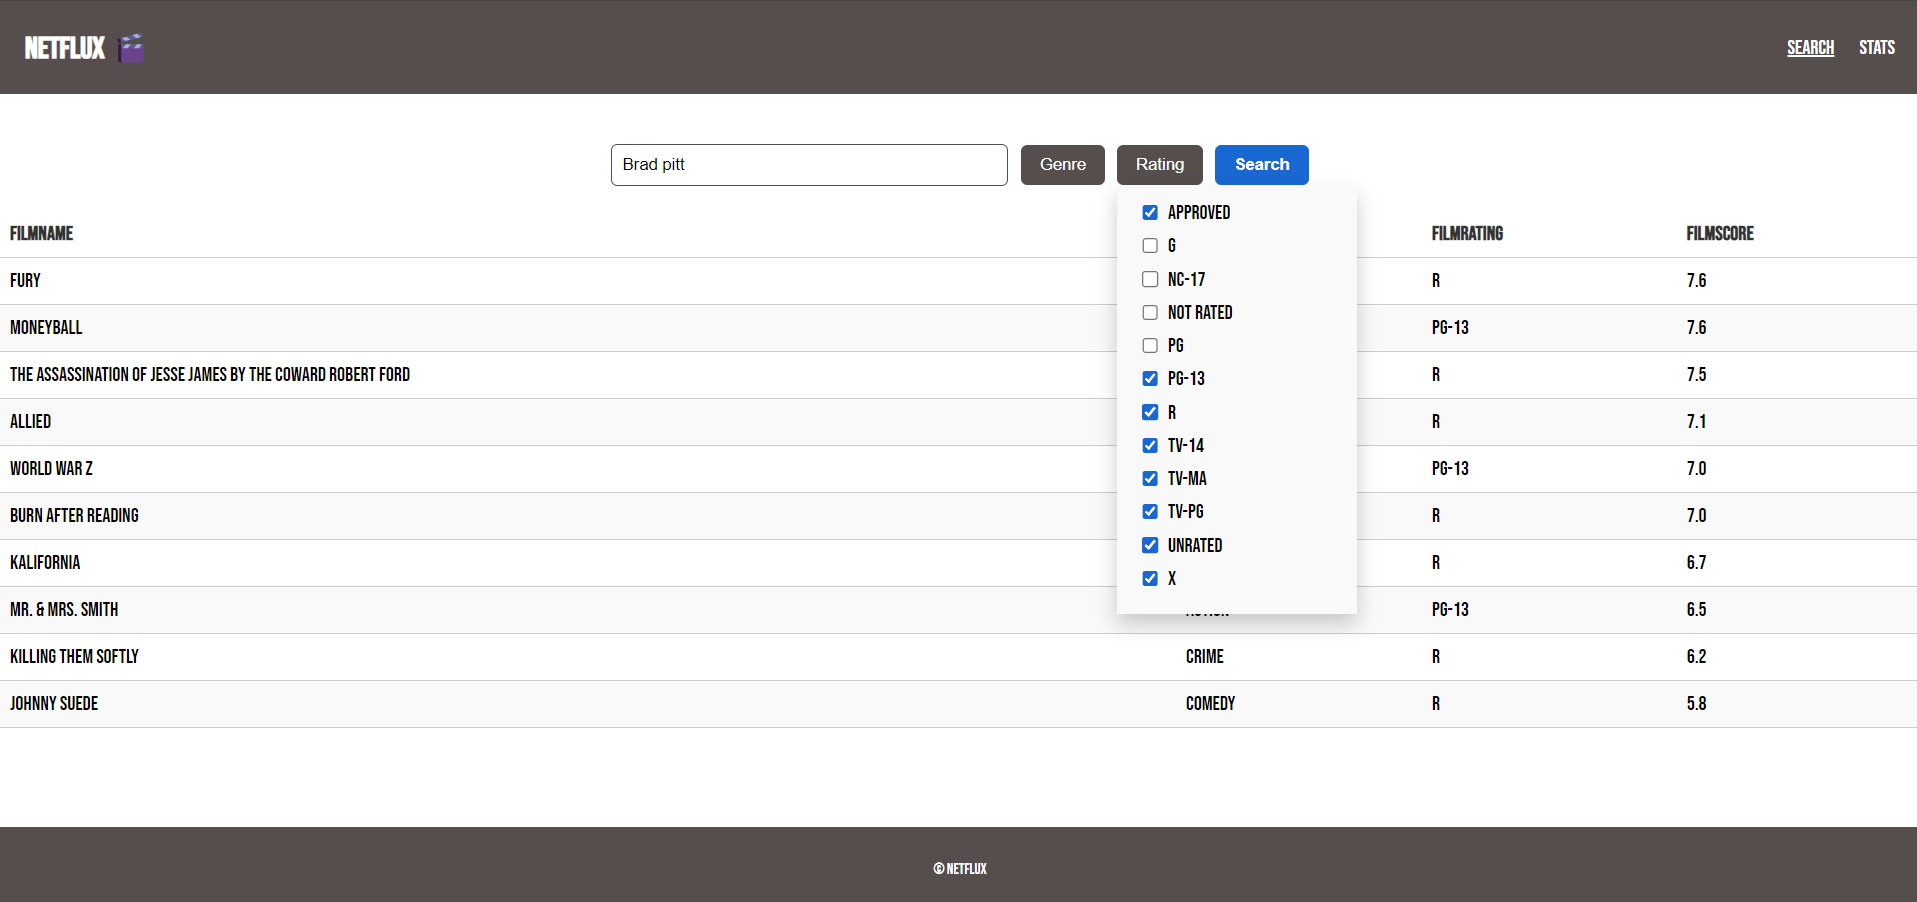 NETFLUX
SEARCH STATS
Brad pitt Genre Rating Search
FILMNAME FILMRATING FILMSCORE
FURY R 7.6
MONEYBALL PG-13 7.6
THE ASSASSINATION OF JESSE JAMES BY THE COWARD ROBERT FORD R 7.5
ALLIED R 7.1
WORLD WAR Z PG-13 7.0
BURN AFTER READING R 7.0
KALIFORNIA R 6.7
MR. & MRS. SMITH PG-13 6.5
KILLING THEM SOFTLY CRIME R 6.2
JOHNNY SUEDE COMEDY R 5.8
APPROVED
G
NC-17
NOT RATED
PG
PG-13
R
TV-14
TV-MA
TV-PG
UNRATED
X
© NETFLUX